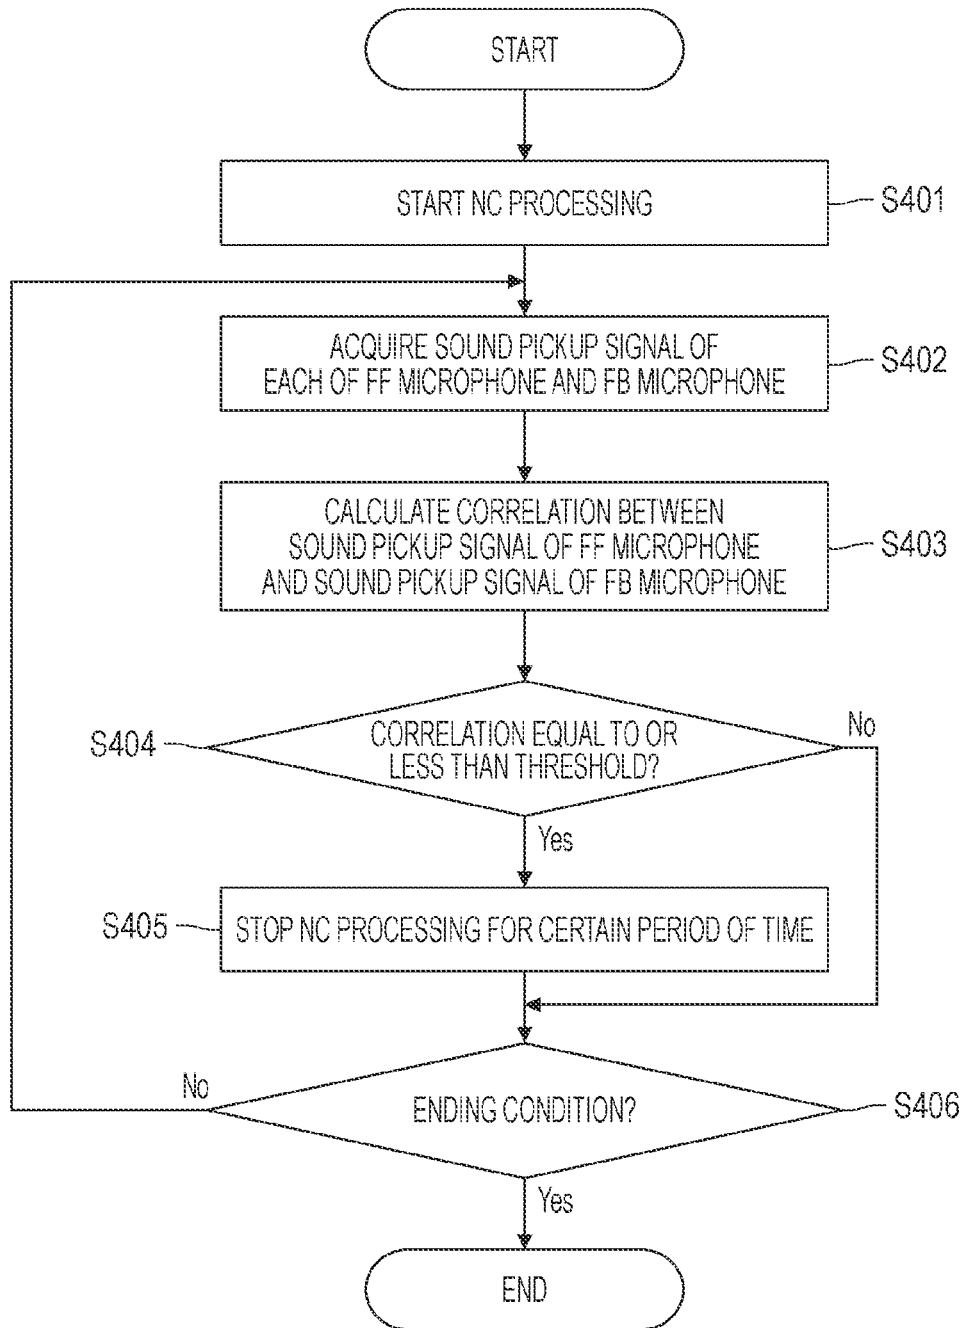 START
START NC PROCESSING
S401
ACQUIRE SOUND PICKUP SIGNAL OF
EACH OF FF MICROPHONE AND FB MICROPHONE
S402
CALCULATE CORRELATION BETWEEN
SOUND PICKUP SIGNAL OF FF MICROPHONE
AND SOUND PICKUP SIGNAL OF FB MICROPHONE
S403
S404
CORRELATION EQUAL TO OR
LESS THAN THRESHOLD?
No
Yes
S405
STOP NC PROCESSING FOR CERTAIN PERIOD OF TIME
No
ENDING CONDITION?
S406
Yes
END